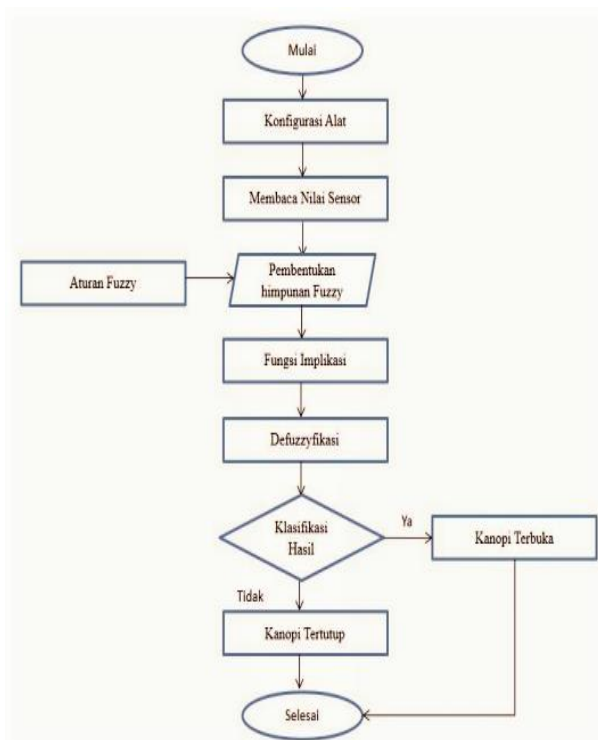 Mulai
Konfigurasi Alat
Membaca Nilai Sensor
Aturan Fuzzy
Pembentukan
himpunan Fuzzy
Fungsi Implikasi
Defuzzyfikasi
Klasifikasi
Hasil
Ya
Kanopi Terbuka
Tidak
Kanopi Tertutup
Selesai